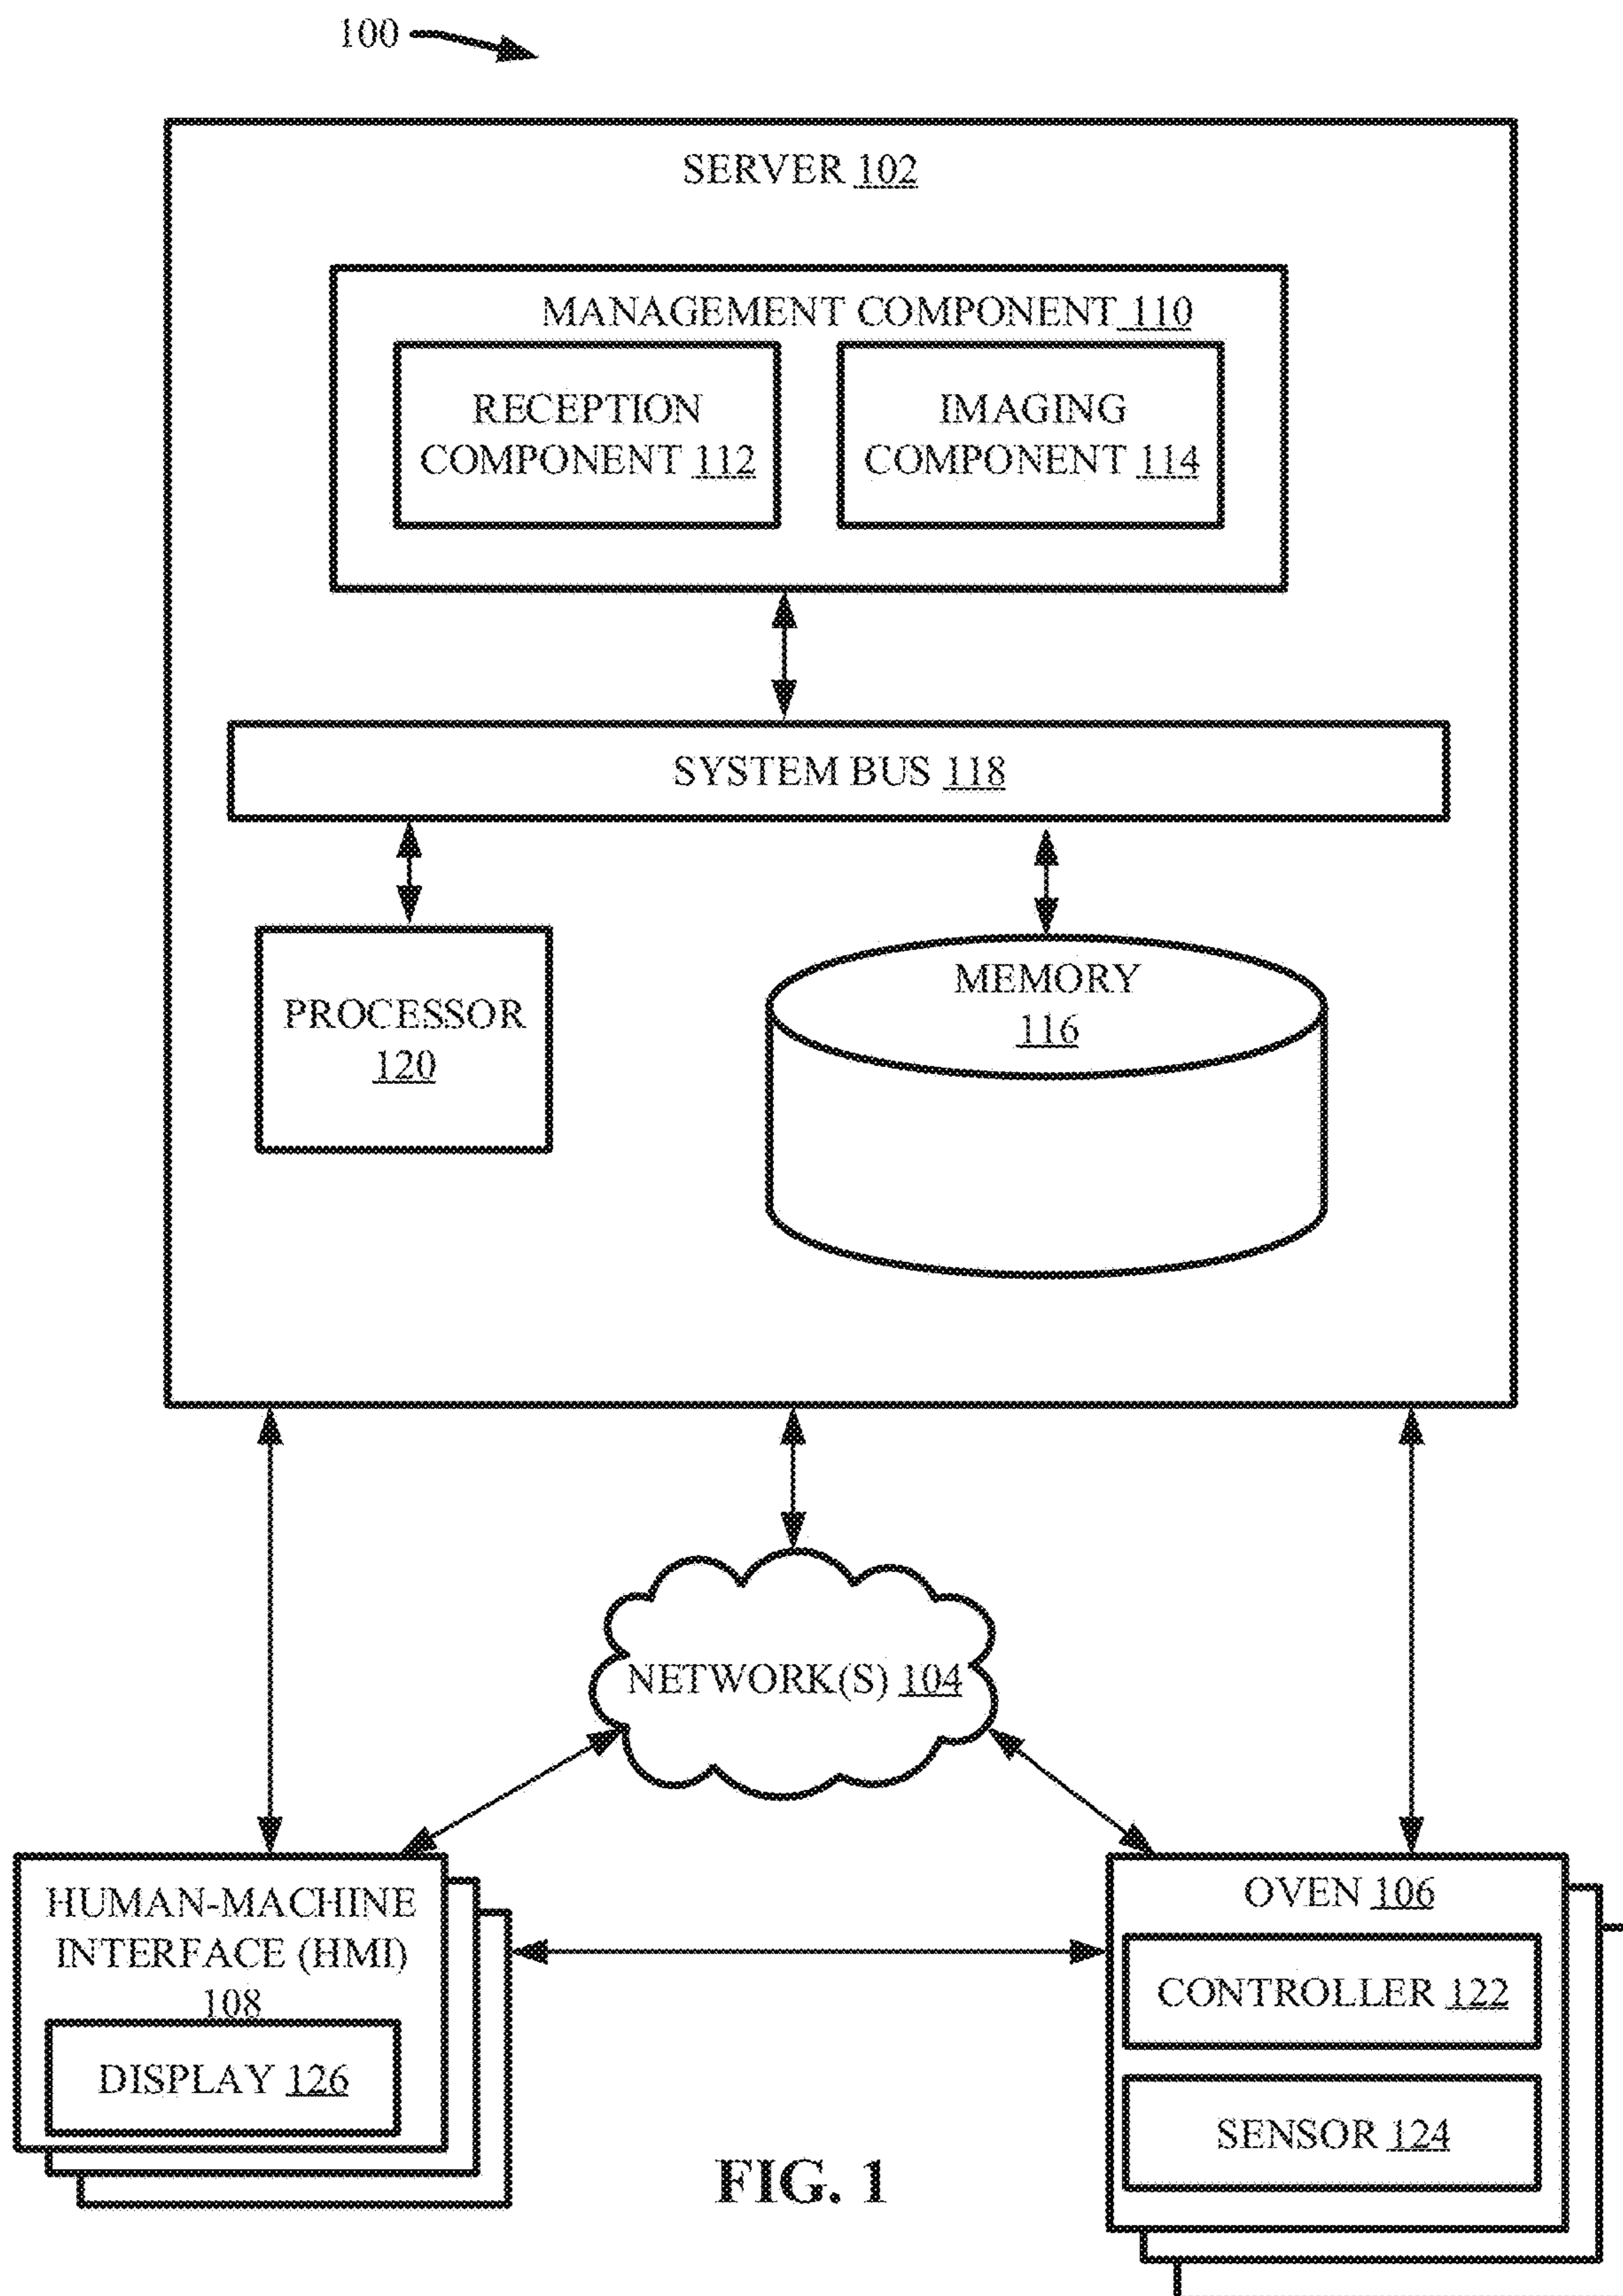 100
SERVER 102
MANAGEMENT COMPONENT 110
RECEPTION
COMPONENT 112
IMAGING
COMPONENT 114
SYSTEM BUS 118
PROCESSOR
120
MEMORY
116
NETWORK(S) 104
HUMAN-MACHINE
INTERFACE (HMI)
108
DISPLAY 126
OVEN 106
CONTROLLER 122
SENSOR 124
FIG. 1